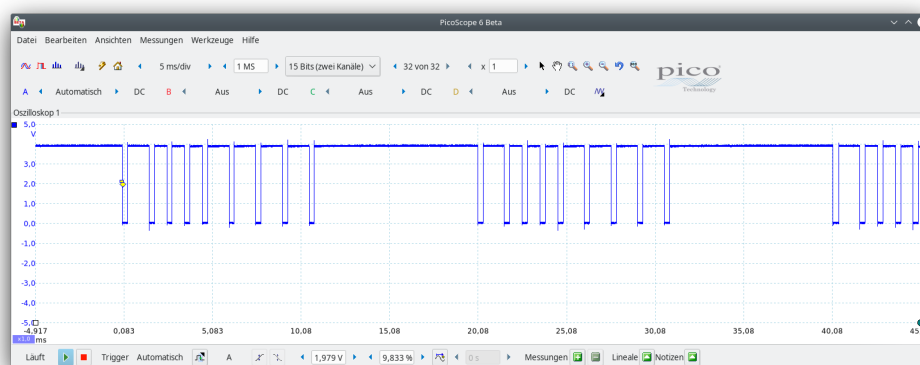 PicoScope 6 Beta
Datei Bearbeiten Ansichten Messungen Werkzeuge Hilfe
5 ms/div 1 MS 15 Bits (zwei Kanäle) 32 von 32 x 1
pico
Technology
A Automatisch DC B Aus DC C Aus DC D Aus DC
Oszilloskop 1
5,0
V
3,0
2,0
1,0
0,0
-1,0
-2,0
-3,0
-4,0
-5,0
-4,917 0,083 5,083 10,08 15,08 20,08 25,08 30,08 35,08 40,08 45,
x1,0 ms
Läuft Trigger Automatisch A 1,979 V 9,833 % 0 s Messungen Lineale Notizen